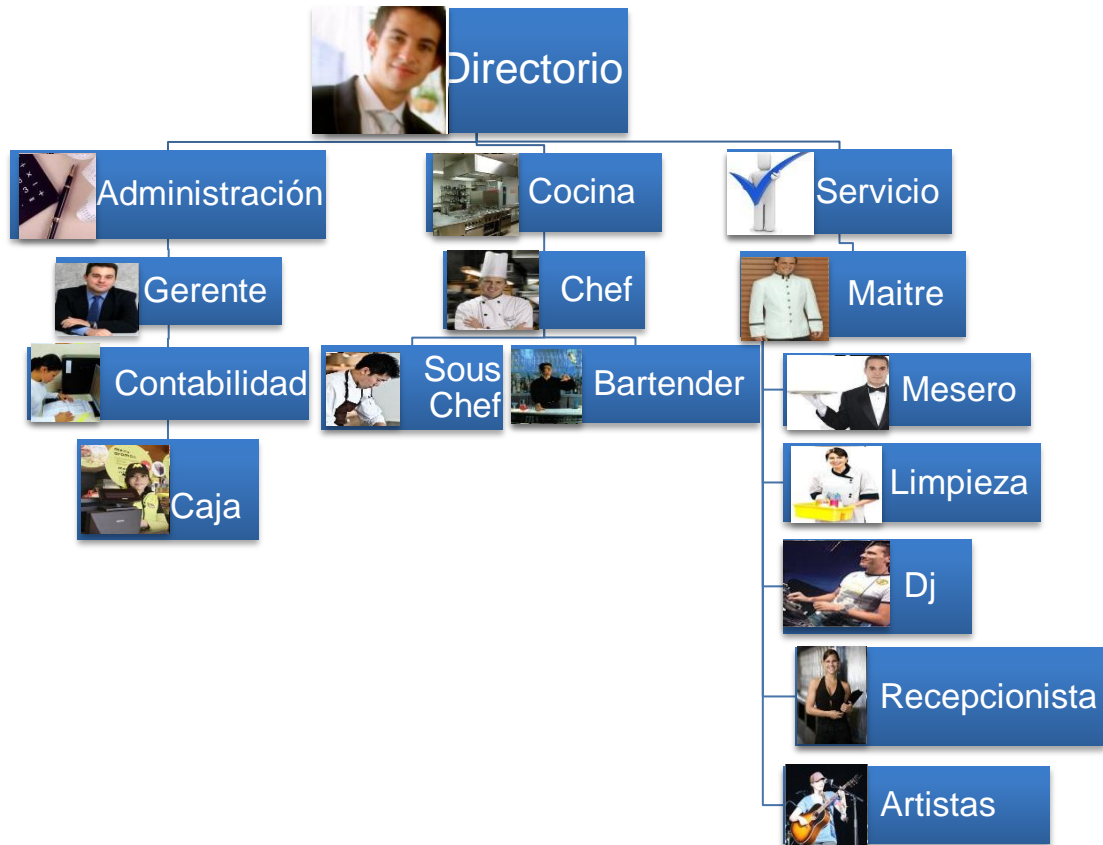 Directorio
Administración
Cocina
Servicio
Gerente
Chef
Maitre
Contabilidad
Sous
Chef
Bartender
Mesero
Caja
Limpieza
Dj
Recepcionista
Artistas